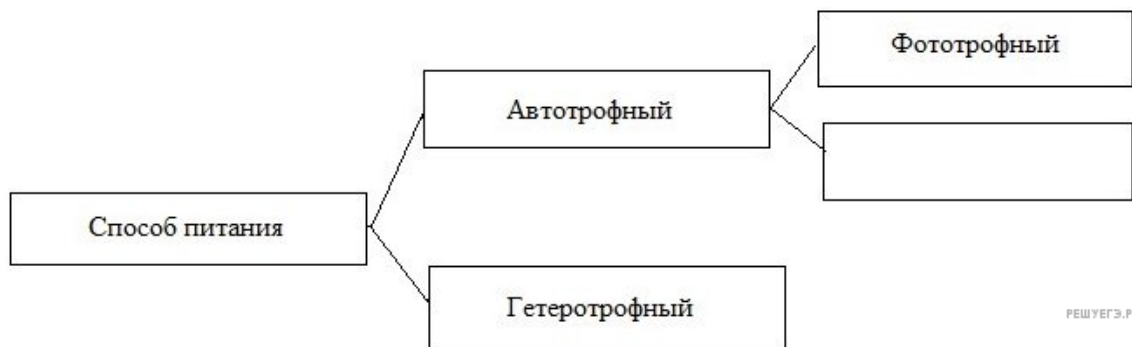 Фототрофный
Автотрофный
Способ питания
Гетеротрофный
РЕШУЕГЭ.Р